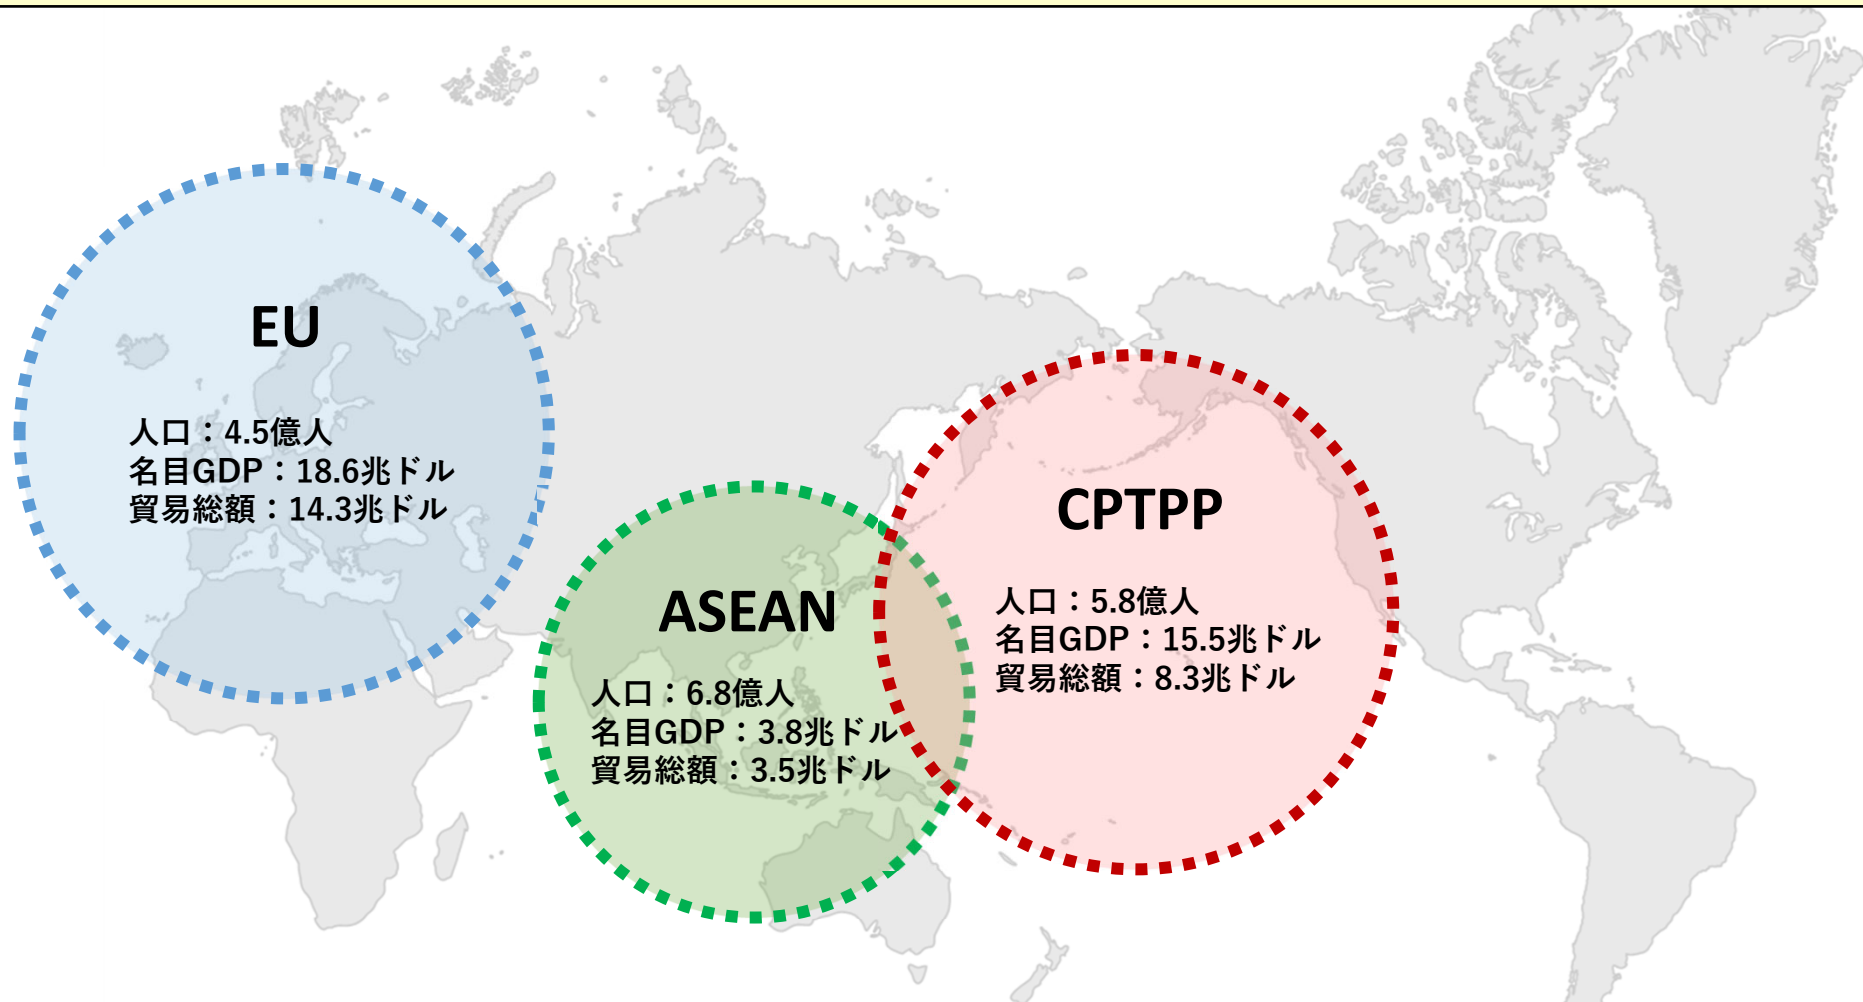 EU
人口：4.5億人
名目GDP：18.6兆ドル
貿易総額：14.3兆ドル
ASEAN
人口：6.8億人
名目GDP：3.8兆ドル
貿易総額：3.5兆ドル
CPTPP
人口：5.8億人
名目GDP：15.5兆ドル
貿易総額：8.3兆ドル